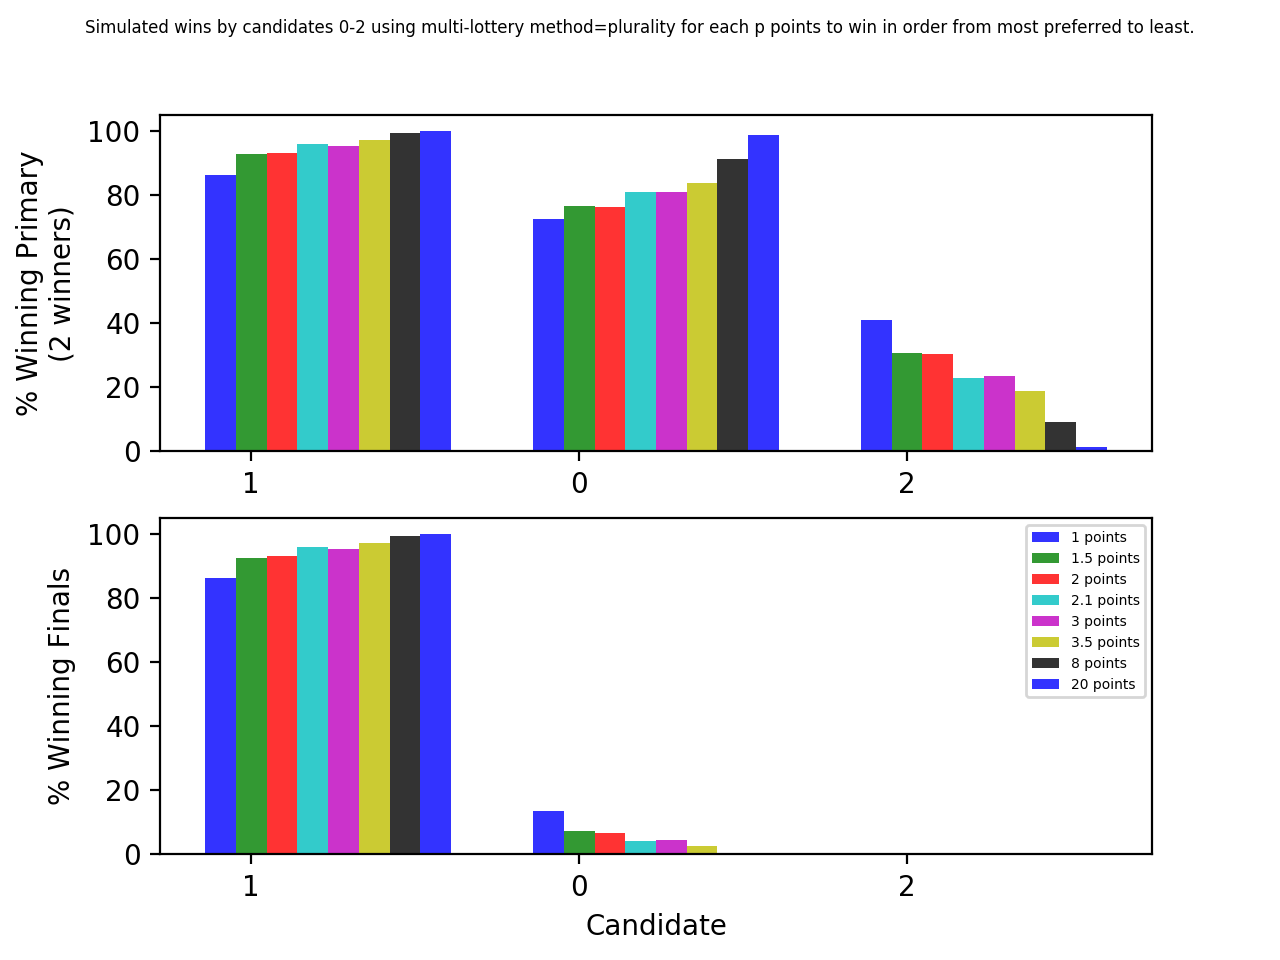 Simulated wins by candidates 0-2 using multi-lottery method=plurality for each p points to win in order from most preferred to least.
% Winning Primary
(2 winners)
100
80
60
40
20
0
1
0
2
% Winning Finals
100
80
60
40
20
0
1
0
2
Candidate
1 points
1.5 points
2 points
2.1 points
3 points
3.5 points
8 points
20 points